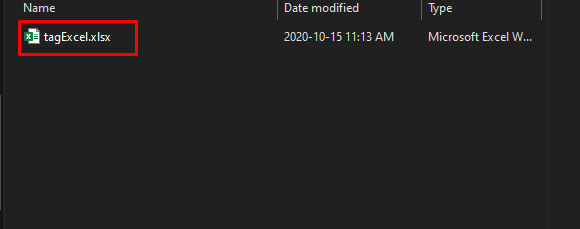 Name Date modified Type
tagExcel.xlsx 2020-10-15 11:13 AM Microsoft Excel W...